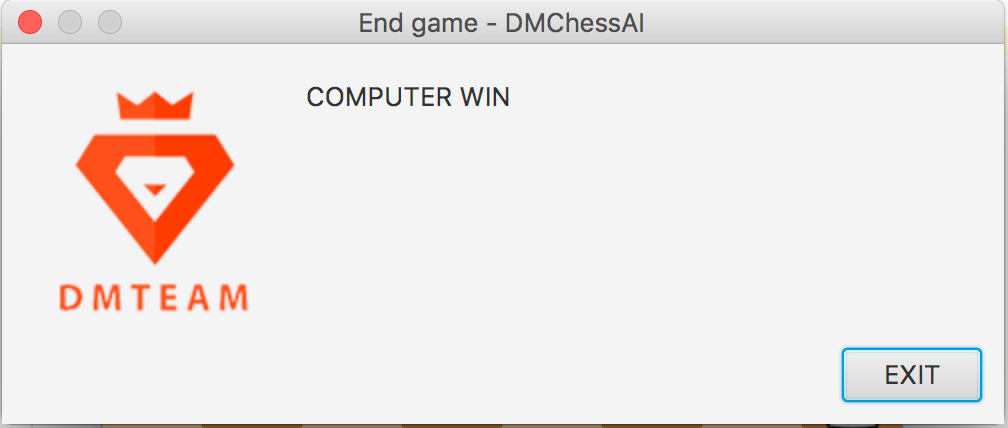 End game - DMChessAI
COMPUTER WIN
DMTEAM
EXIT